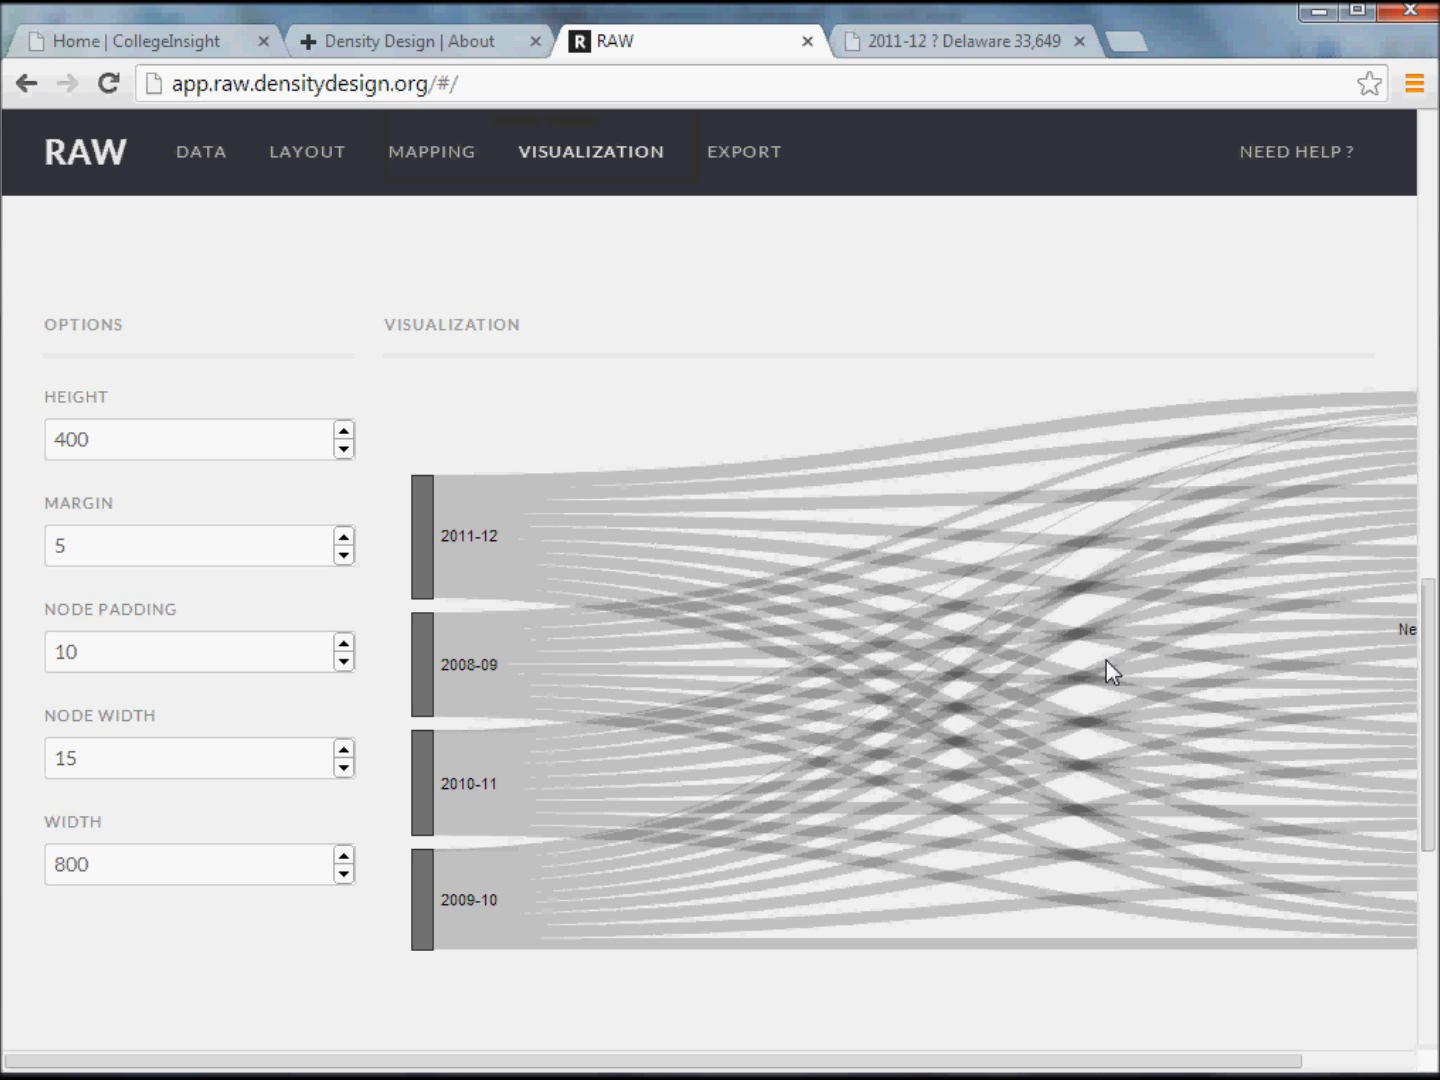 Home | CollegeInsight
Density Design | About
R RAW
2011-12 ? Delaware 33,649
app.raw.densitydesign.org/#/
RAW DATA LAYOUT MAPPING VISUALIZATION EXPORT NEED HELP ?
OPTIONS
VISUALIZATION
HEIGHT
400
MARGIN
5
NODE PADDING
10
NODE WIDTH
15
WIDTH
800
2011-12
2008-09
2010-11
2009-10
Ne